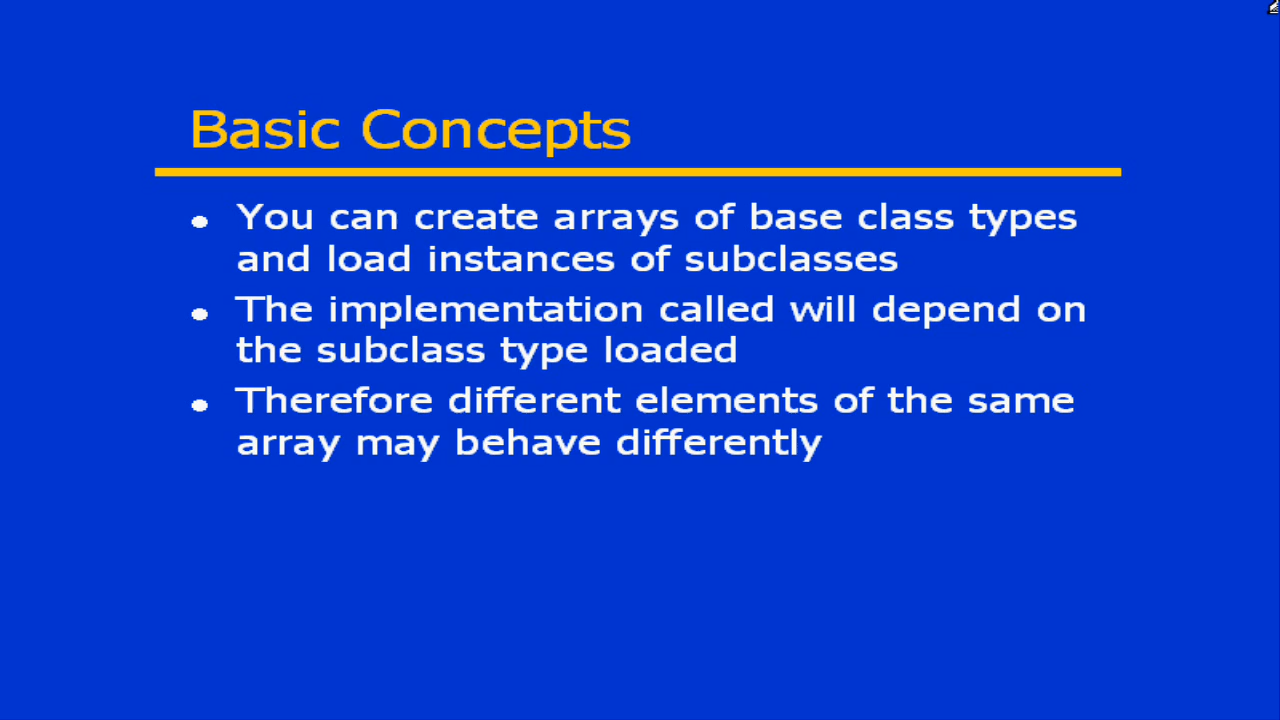 Basic Concepts
• You can create arrays of base class types
and load instances of subclasses
• The implementation called will depend on
the subclass type loaded
• Therefore different elements of the same
array may behave differently